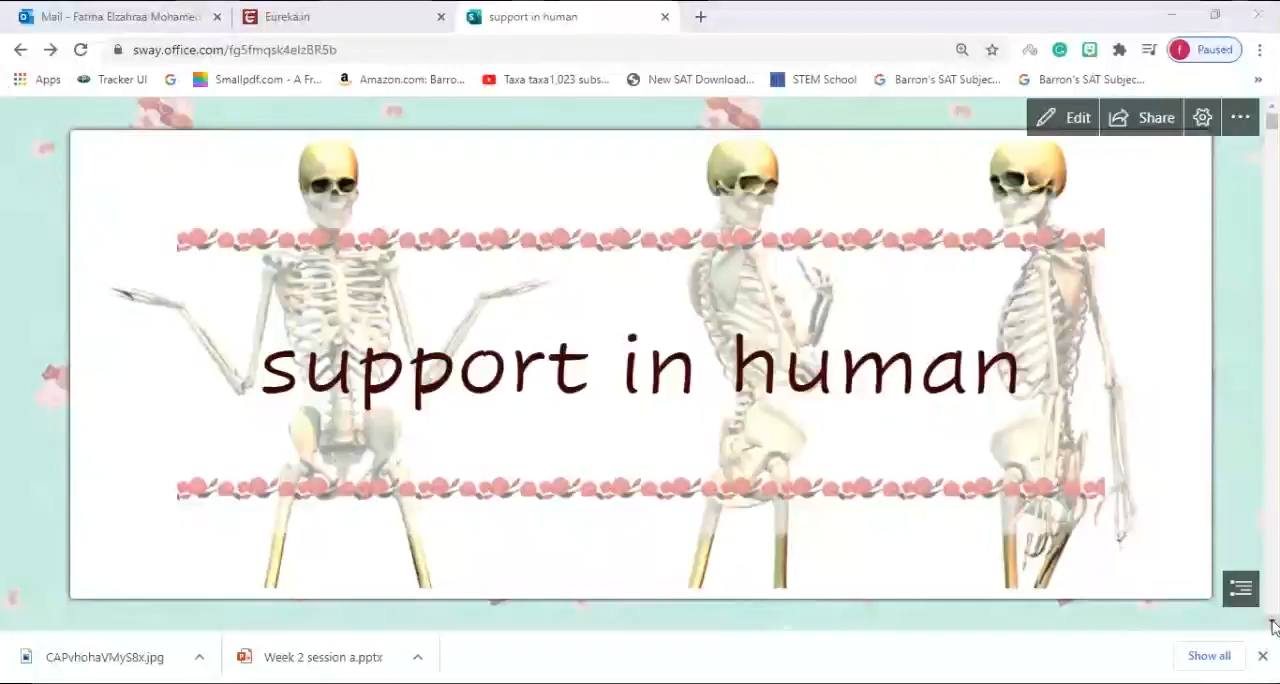 Mail - Fatma Elzahraa Mohamed
Eureka.in
support in human
sway.office.com/fg5fmqsk4elzBR5b
Paused
Apps
Tracker UI
Smallpdf.com - A Fr...
Amazon.com: Barro...
Taxa taxa1,023 subs...
New SAT Download...
STEM School
Barron's SAT Subjec...
Barron's SAT Subjec...
Edit
Share
support in human
CAPvhohaVMyS8x.jpg
Week 2 session a.pptx
Show all